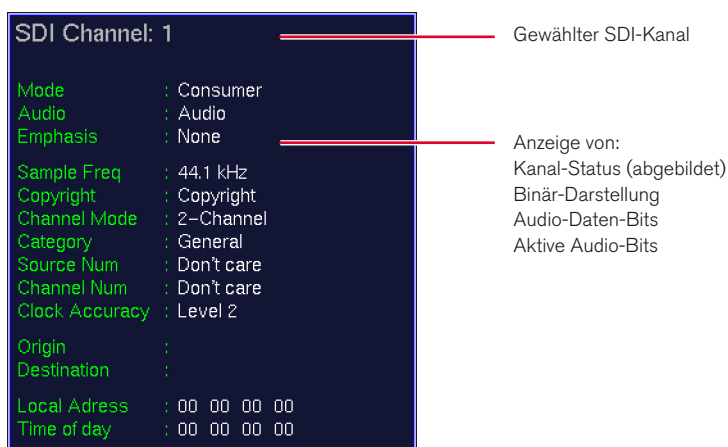 SDI Channel: 1
Gewählter SDI-Kanal
Mode : Consumer
Audio : Audio
Emphasis : None
Anzeige von:
Kanal-Status (abgebildet)
Binär-Darstellung
Audio-Daten-Bits
Aktive Audio-Bits
Sample Freq : 44.1 kHz
Copyright : Copyright
Channel Mode : 2-Channel
Category : General
Source Num : Don't care
Channel Num : Don't care
Clock Accuracy : Level 2
Origin :
Destination :
Local Adress : 00 00 00 00
Time of day : 00 00 00 00